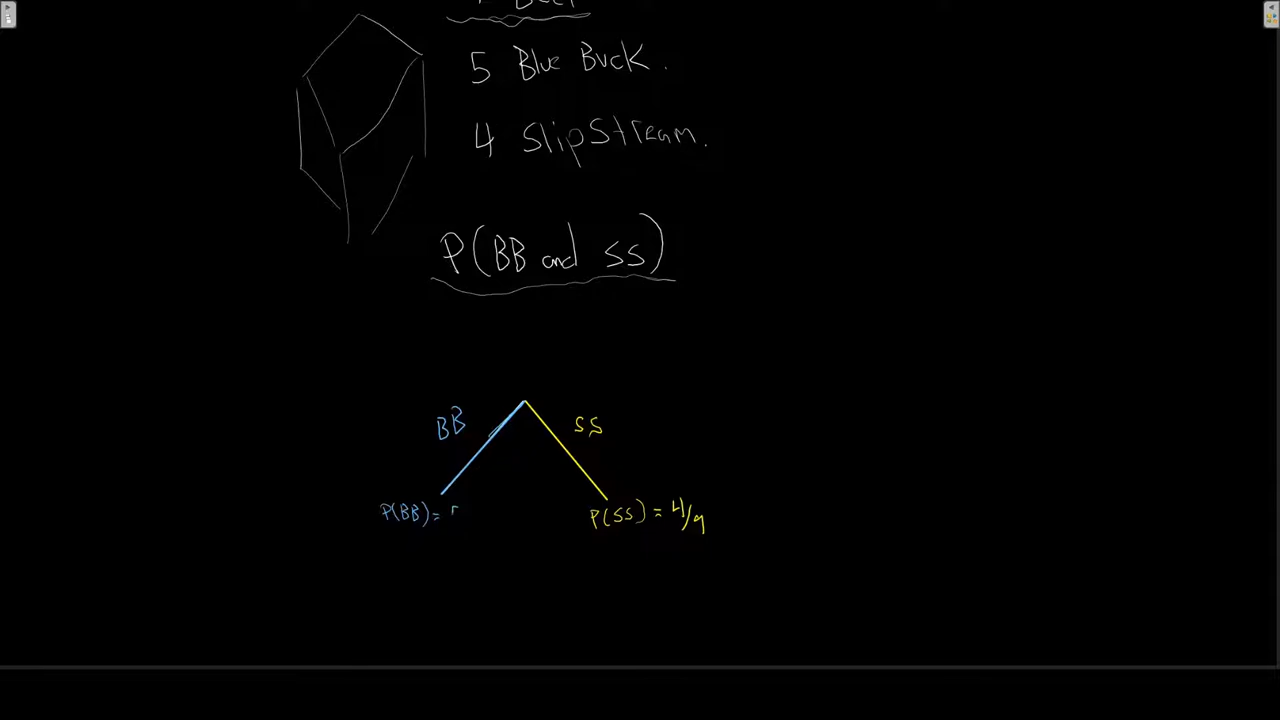 5 Blue Buck.
4 SlipStream.
P(BB and SS)
BB
SS
P(BB)=
P(SS) = 4/9